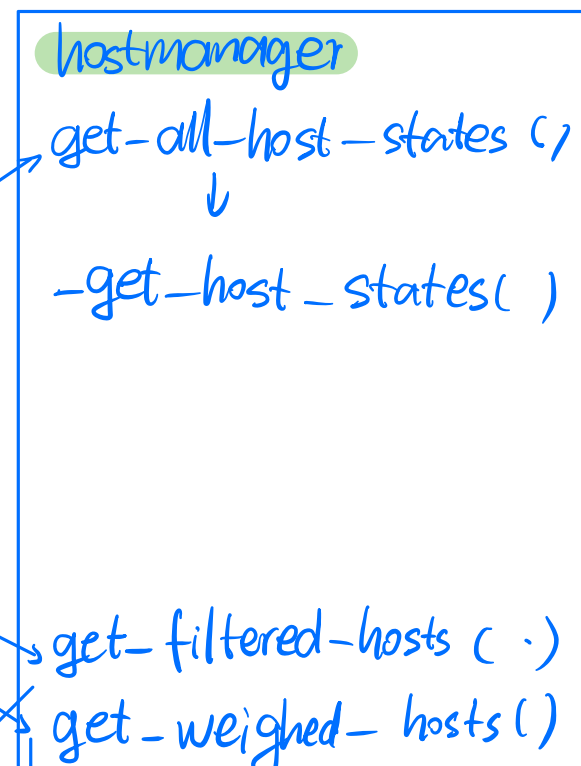 hostmanager
get-all-host-states ()
-get-host-states( )
get-filtered-hosts ( · )
get-weighed-hosts()